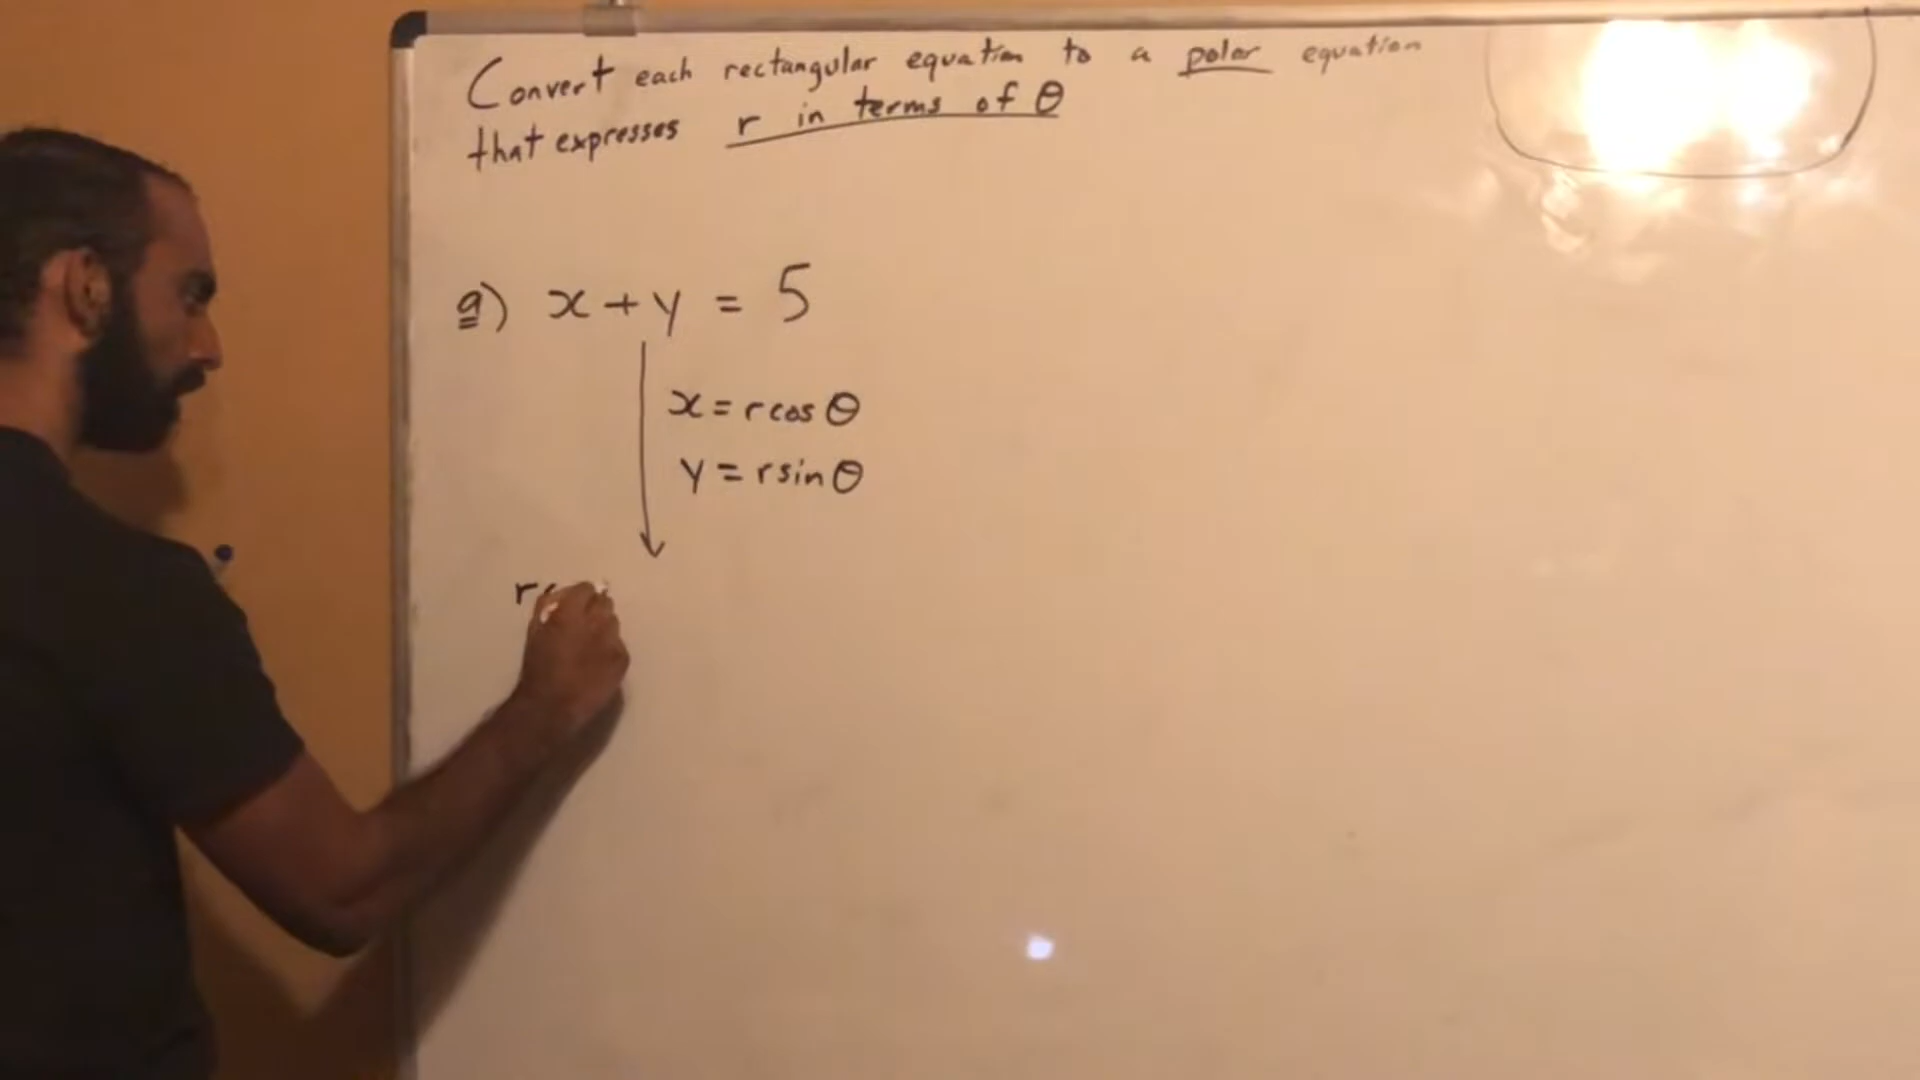 Convert each rectangular equation to a polar equation
that expresses r in terms of θ
a) x + y = 5
x = r cos θ
y = r sin θ
r